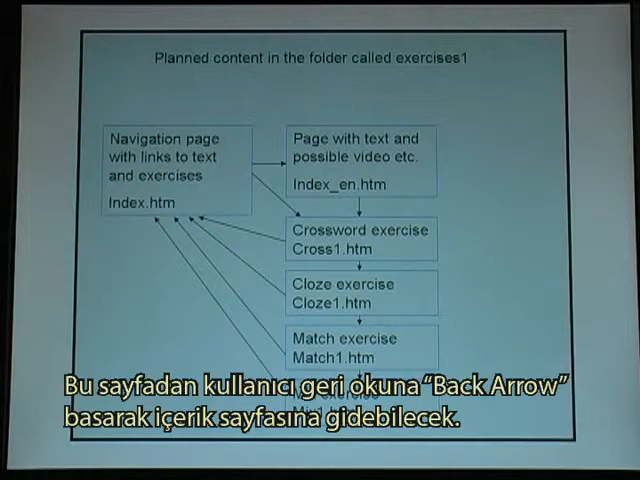 Planned content in the folder called exercises1
Navigation page
with links to text
and exercises
Index.htm
Page with text and
possible video etc.
Index_en.htm
Crossword exercise
Cross1.htm
Cloze exercise
Cloze1.htm
Match exercise
Match1.htm
Bu sayfadan kullanıcı geri okuna “Back Arrow”
basarak içerik sayfasına gidebilecek.